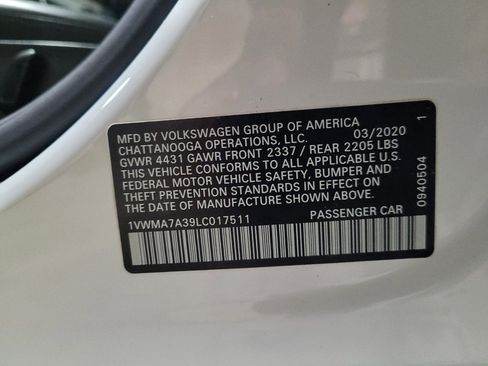 MFD BY VOLKSWAGEN GROUP OF AMERICA
CHATTANOOGA OPERATIONS, LLC. 03/2020
GVWR 4431 GAWR FRONT 2337 / REAR 2205 LBS
THIS VEHICLE CONFORMS TO ALL APPLICABLE U.S.
FEDERAL MOTOR VEHICLE SAFETY, BUMPER AND
THEFT PREVENTION STANDARDS IN EFFECT ON
THE DATE OF MANUFACTURE SHOWN ABOVE.
1VWMA7A39LC017511 PASSENGER CAR
0940504 1